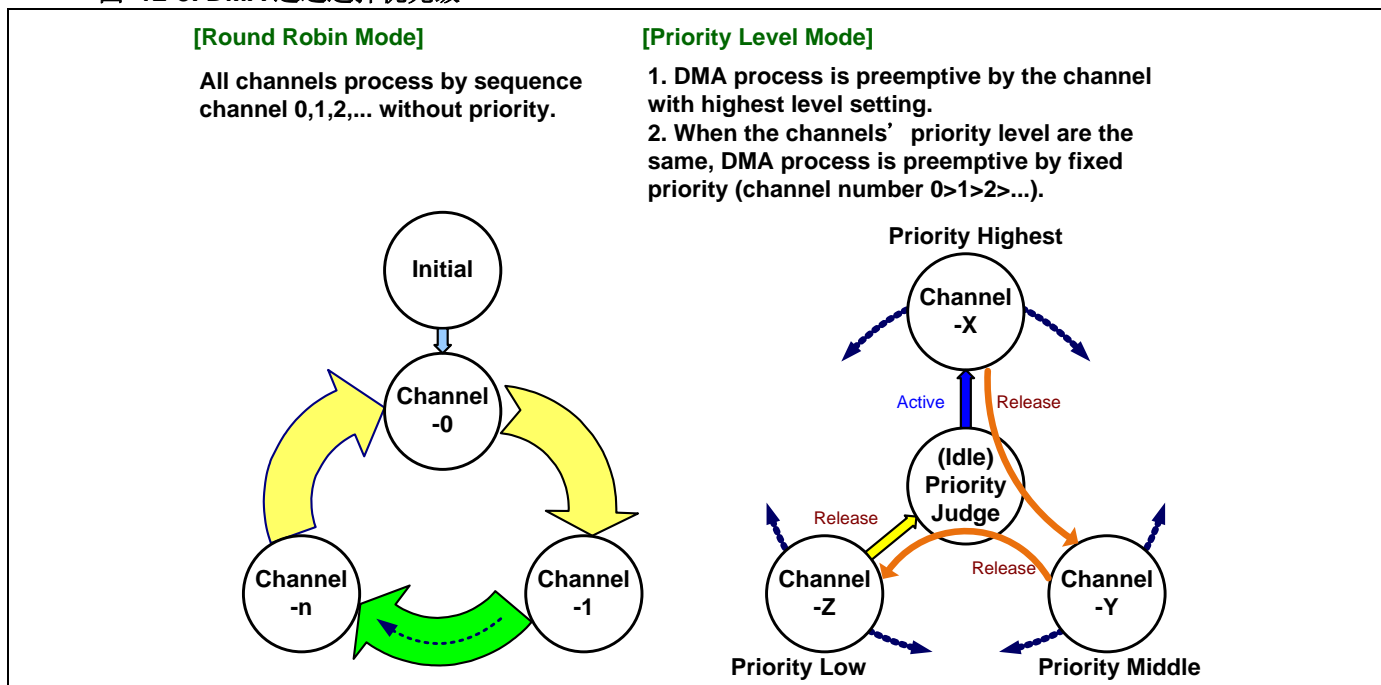 [Round Robin Mode]
All channels process by sequence
channel 0,1,2,... without priority.
Initial
Channel
-0
Channel
-1
Channel
-n
[Priority Level Mode]
1. DMA process is preemptive by the channel
with highest level setting.
2. When the channels’ priority level are the
same, DMA process is preemptive by fixed
priority (channel number 0>1>2>...).
Priority Highest
Channel
-X
Active
Release
(Idle)
Priority
Judge
Release
Release
Channel
-Z
Channel
-Y
Priority Low
Priority Middle